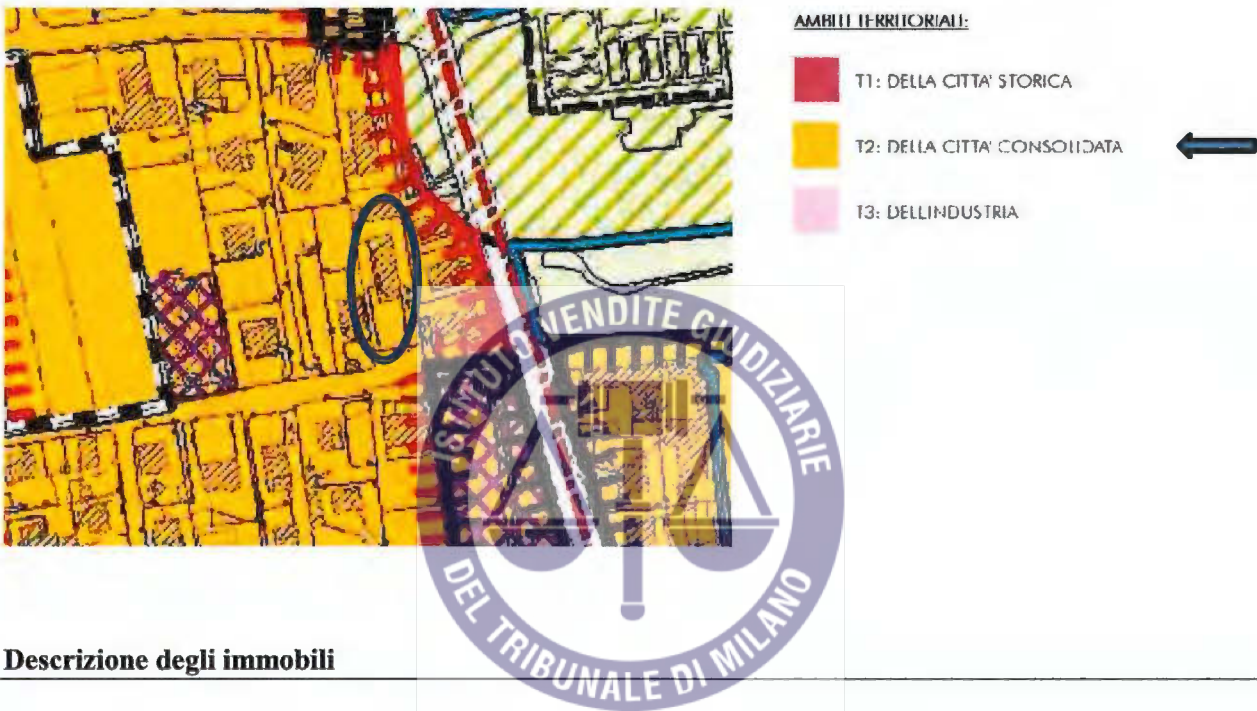 AMBITI TERRITORIALI:
T1: DELLA CITTA' STORICA
T2: DELLA CITTA' CONSOLIDATA
T3: DELL'INDUSTRIA
ISTITUTO VENDITE GIUDIZIARIE
DEL TRIBUNALE DI MILANO
Descrizione degli immobili